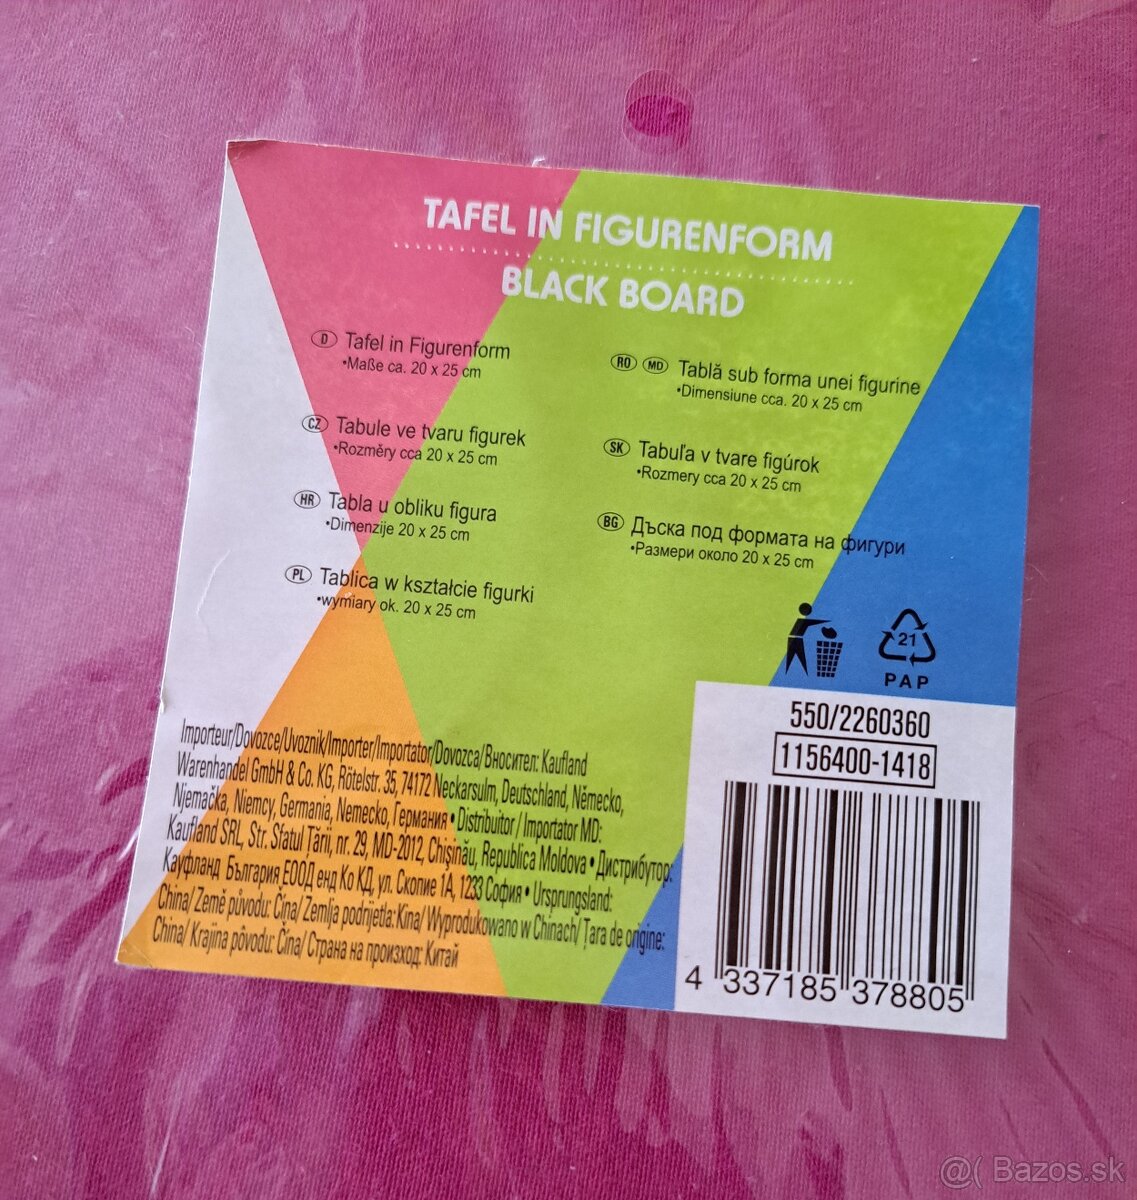 TAFEL IN FIGURENFORM
BLACK BOARD
D Tafel in Figurenform
•Maße ca. 20 x 25 cm
CZ Tabule ve tvaru figurek
•Rozměry cca 20 x 25 cm
HR Tabla u obliku figura
•Dimenzije 20 x 25 cm
PL Tablica w kształcie figurki
•wymiary ok. 20 x 25 cm
RO MD Tablă sub forma unei figurine
•Dimensiune cca. 20 x 25 cm
SK Tabuľa v tvare figúrok
•Rozmery cca 20 x 25 cm
BG Дъска под формата на фигури
•Размери около 20 x 25 cm
21
PAP
Importeur/Dovozce/Uvoznik/Importer/Importator/Dovozca/Вносител: Kaufland
Warenhandel GmbH & Co. KG, Rötelstr. 35, 74172 Neckarsulm, Deutschland, Německo,
Njemačka, Niemcy, Germania, Nemecko, Германия • Distribuitor / Importator MD:
Kaufland SRL, Str. Sfatul Țării, nr. 29, MD-2012, Chișinău, Republica Moldova • Дистрибутор:
Кауфланд България ЕООД енд Ко КД, ул. Скопие 1А, 1233 София • Ursprungsland:
China/ Země původu: Čína/ Zemlja podrijetla: Kina/ Wyprodukowano w Chinach/ Țara de origine:
China/ Krajina pôvodu: Čína/ Страна на произход: Китай
550/2260360
1156400-1418
4 337185 378805
@( Bazos.sk